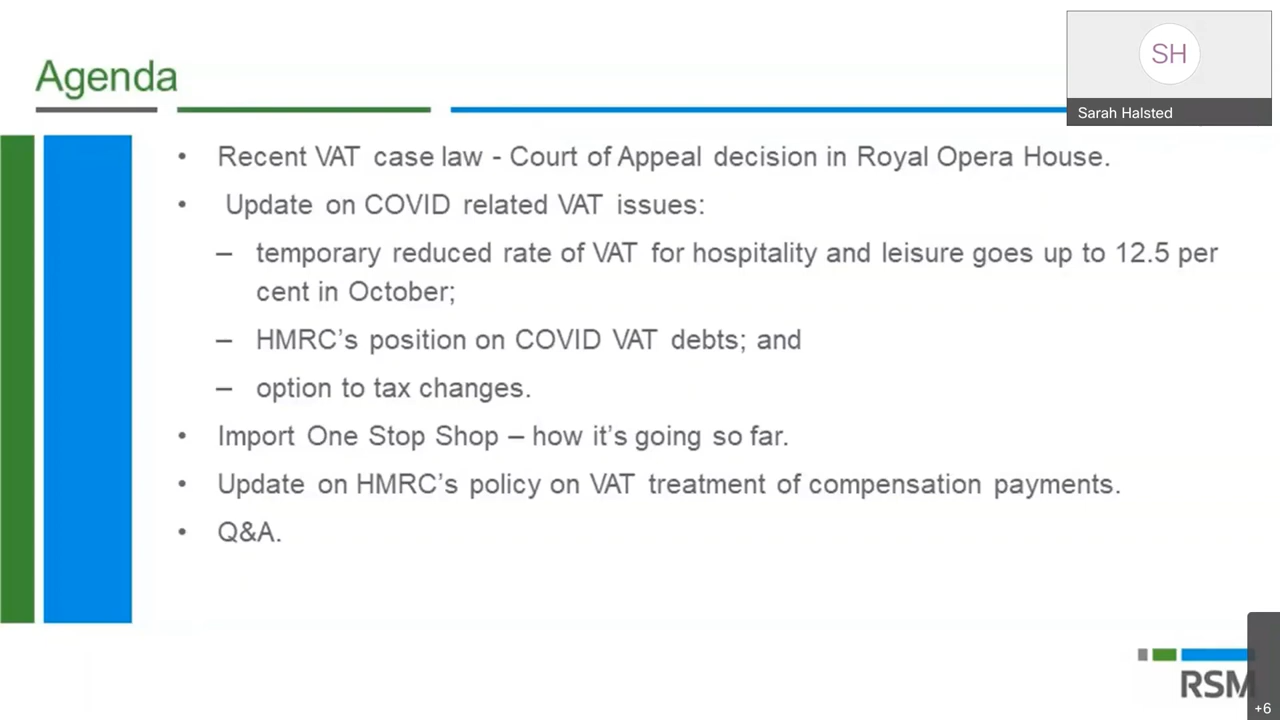 Agenda
SH
Sarah Halsted
• Recent VAT case law - Court of Appeal decision in Royal Opera House.
• Update on COVID related VAT issues:
– temporary reduced rate of VAT for hospitality and leisure goes up to 12.5 per
cent in October;
– HMRC’s position on COVID VAT debts; and
– option to tax changes.
• Import One Stop Shop – how it’s going so far.
• Update on HMRC’s policy on VAT treatment of compensation payments.
• Q&A.
RSM
+6